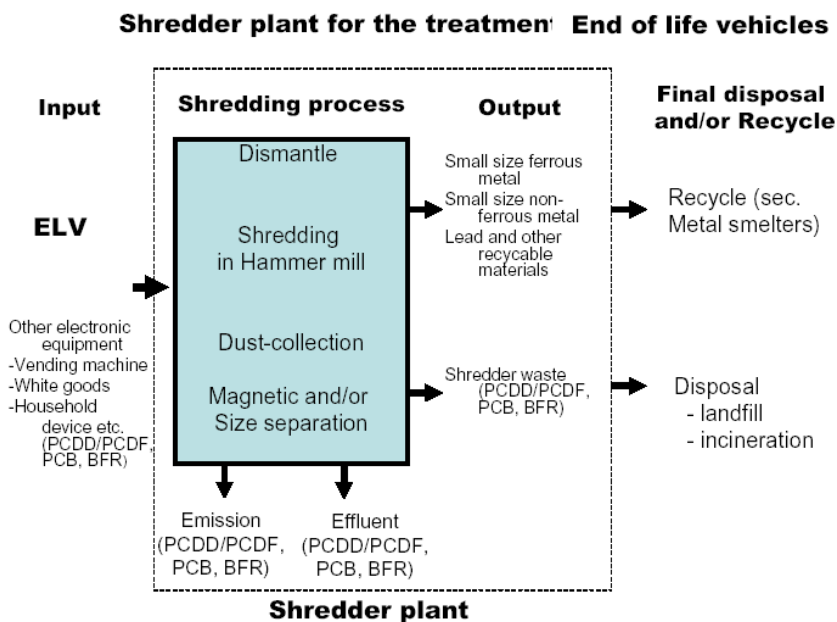 Shredder plant for the treatment End of life vehicles
Input
Shredding process
Output
Final disposal
and/or Recycle
ELV
Other electronic
equipment
-Vending machine
-White goods
-Household
device etc.
(PCDD/PCDF,
PCB, BFR)
Dismantle
Shredding
in Hammer mill
Dust-collection
Magnetic and/or
Size separation
Small size ferrous
metal
Small size non-
ferrous metal
Lead and other
recycable
materials
Shredder waste
(PCDD/PCDF,
PCB, BFR)
Recycle (sec.
Metal smelters)
Disposal
- landfill
- incineration
Emission
(PCDD/PCDF,
PCB, BFR)
Effluent
(PCDD/PCDF,
PCB, BFR)
Shredder plant